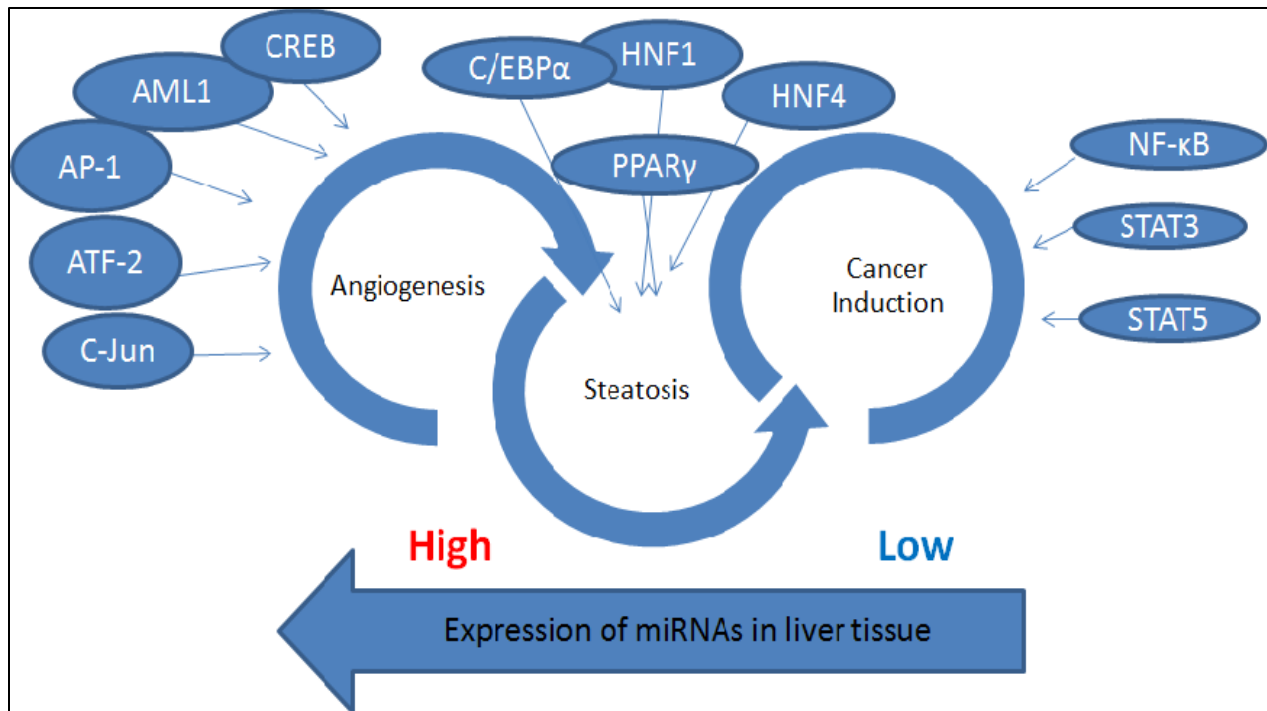 CREB
AML1
AP-1
ATF-2
C-Jun
C/EBPα
HNF1
HNF4
PPARγ
NF-κB
STAT3
STAT5
Angiogenesis
Steatosis
Cancer
Induction
High
Low
Expression of miRNAs in liver tissue